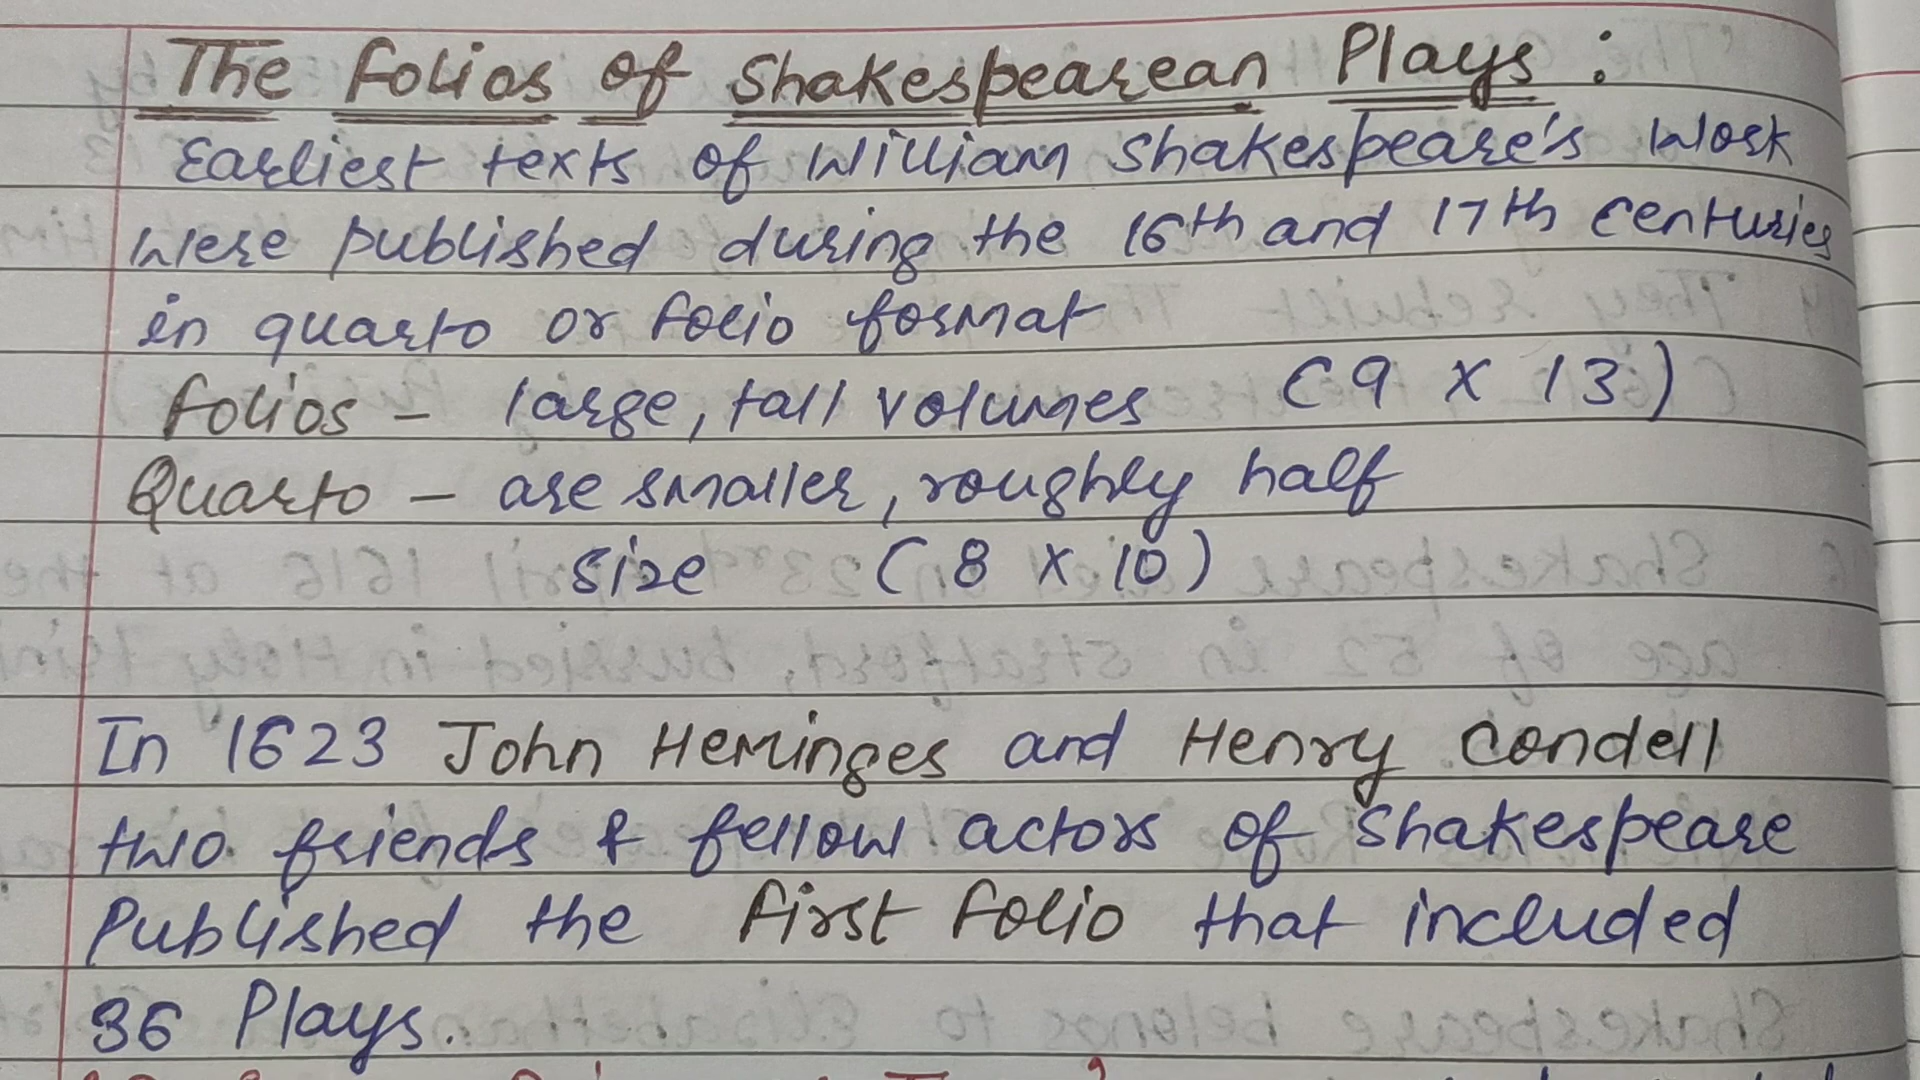 The Folios of Shakespearean Plays :
Earliest texts of William Shakespeare's work
were published during the 16th and 17th centuries
in quarto or folio format
Folios - large, tall volumes (9 X 13)
Quarto - are smaller, roughly half
size (8 X 10)
In 1623 John Heminges and Henry Condell
two friends & fellow actors of Shakespeare
Published the First Folio that included
36 Plays.